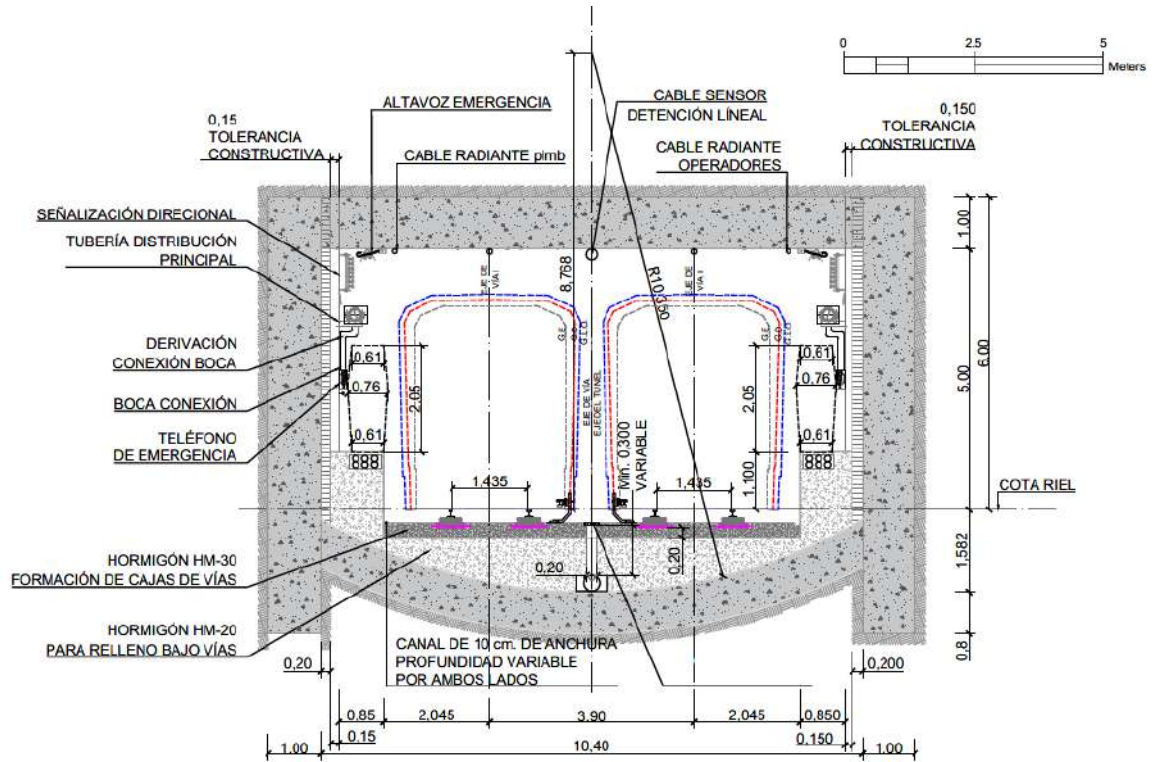 0
2.5
5
Meters
ALTAVOZ EMERGENCIA
CABLE SENSOR
DETENCIÓN LÍNEAL
0,15
TOLERANCIA
CONSTRUCTIVA
0,150
TOLERANCIA
CONSTRUCTIVA
CABLE RADIANTE plmb
CABLE RADIANTE
OPERADORES
SEÑALIZACIÓN DIRECIONAL
TUBERÍA DISTRIBUCIÓN
PRINCIPAL
DERIVACIÓN
CONEXIÓN BOCA
BOCA CONEXIÓN
TELÉFONO
DE EMERGENCIA
HORMIGÓN HM-30
FORMACIÓN DE CAJAS DE VÍAS
HORMIGÓN HM-20
PARA RELLENO BAJO VÍAS
EJE DE
VÍA I
8,768
EJE DE
VÍA I
R10,350
G.E.
G.D.
G.L.O.
G.E.
G.D.
G.L.O.
0,61
0,76
2,05
0,61
EJE DE VÍA
EJEDEL TUNEL
Mín. 0,300
VARIABLE
0,61
0,76
2,05
0,61
1,100
1.00
5.00
6.00
COTA RIEL
1,435
1,435
0,20
0,20
1,582
0.8
CANAL DE 10 cm. DE ANCHURA
PROFUNDIDAD VARIABLE
POR AMBOS LADOS
0,20
0,200
0,85
2,045
3.90
2,045
0,850
0,15
0,150
1.00
10,40
1.00